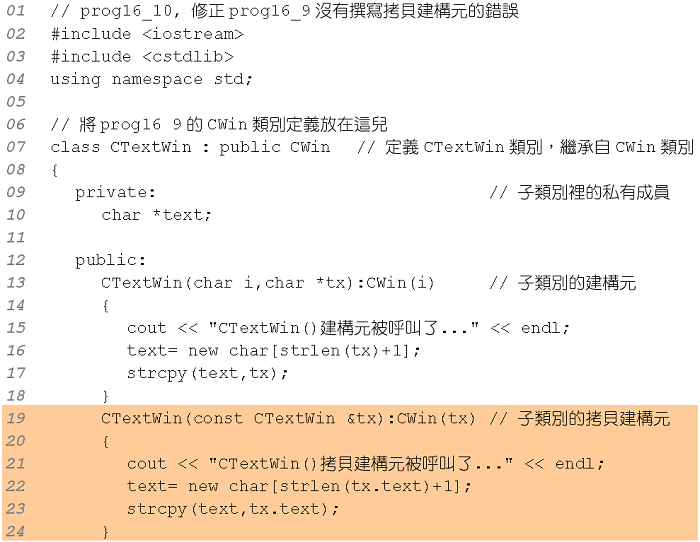 01 // prog16_10, 修正 prog16_9 沒有撰寫拷貝建構元的錯誤
02 #include <iostream>
03 #include <cstdlib>
04 using namespace std;
05
06 // 將 prog16 9 的 CWin 類別定義放在這兒
07 class CTextWin : public CWin // 定義 CTextWin 類別，繼承自 CWin 類別
08 {
09 private: // 子類別裡的私有成員
10 char *text;
11
12 public:
13 CTextWin(char i,char *tx):CWin(i) // 子類別的建構元
14 {
15 cout << "CTextWin()建構元被呼叫了..." << endl;
16 text= new char[strlen(tx)+1];
17 strcpy(text,tx);
18 }
19 CTextWin(const CTextWin &tx):CWin(tx) // 子類別的拷貝建構元
20 {
21 cout << "CTextWin()拷貝建構元被呼叫了..." << endl;
22 text= new char[strlen(tx.text)+1];
23 strcpy(text,tx.text);
24 }